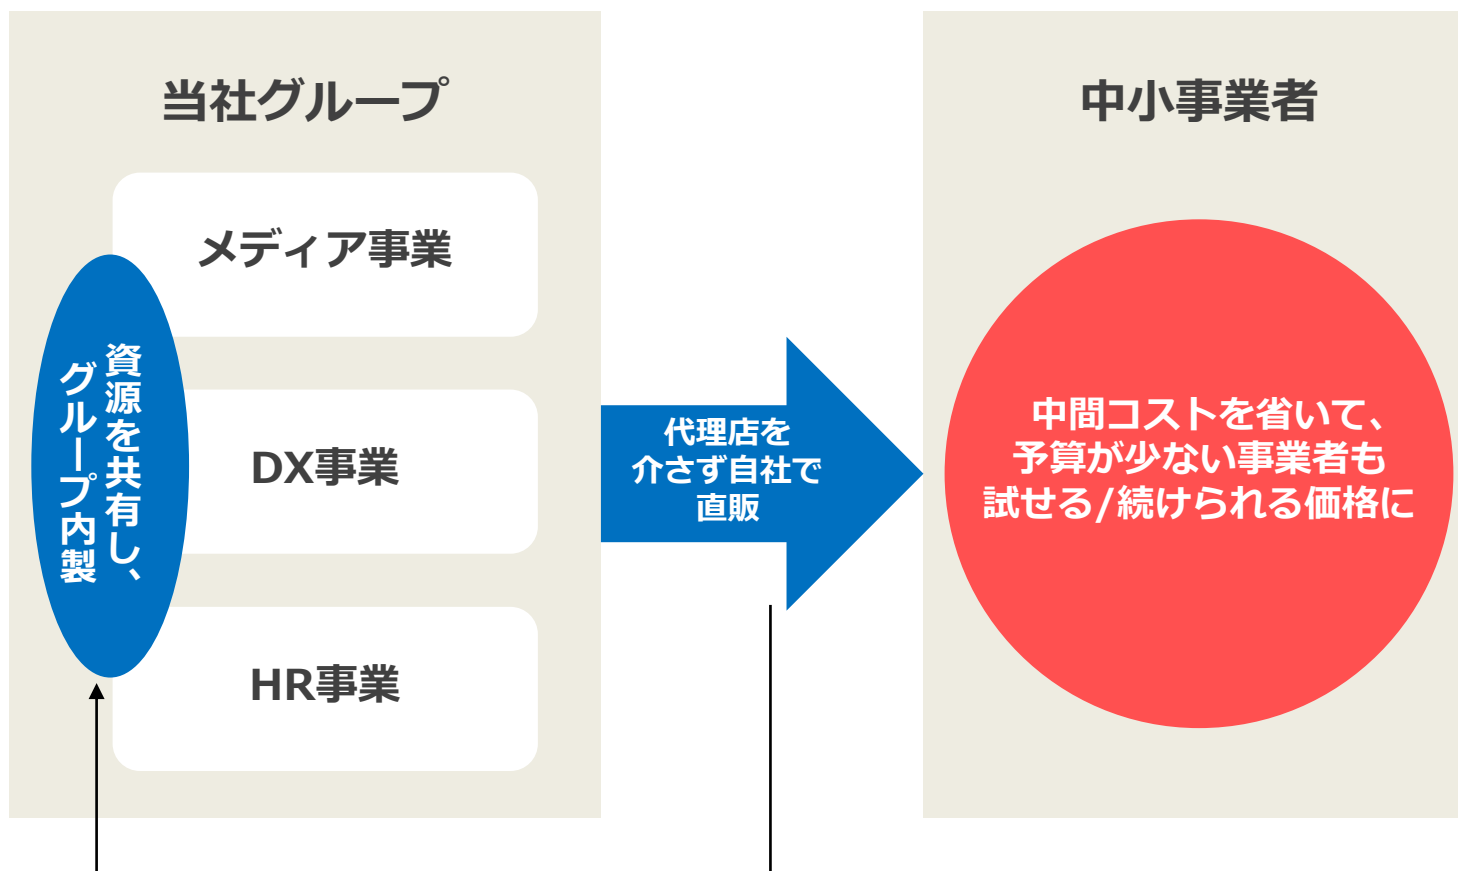 当社グループ
メディア事業
DX事業
HR事業
資源を共有し、
グループ内製
代理店を
介さず自社で
直販
中小事業者
中間コストを省いて、
予算が少ない事業者も
試せる/続けられる価格に